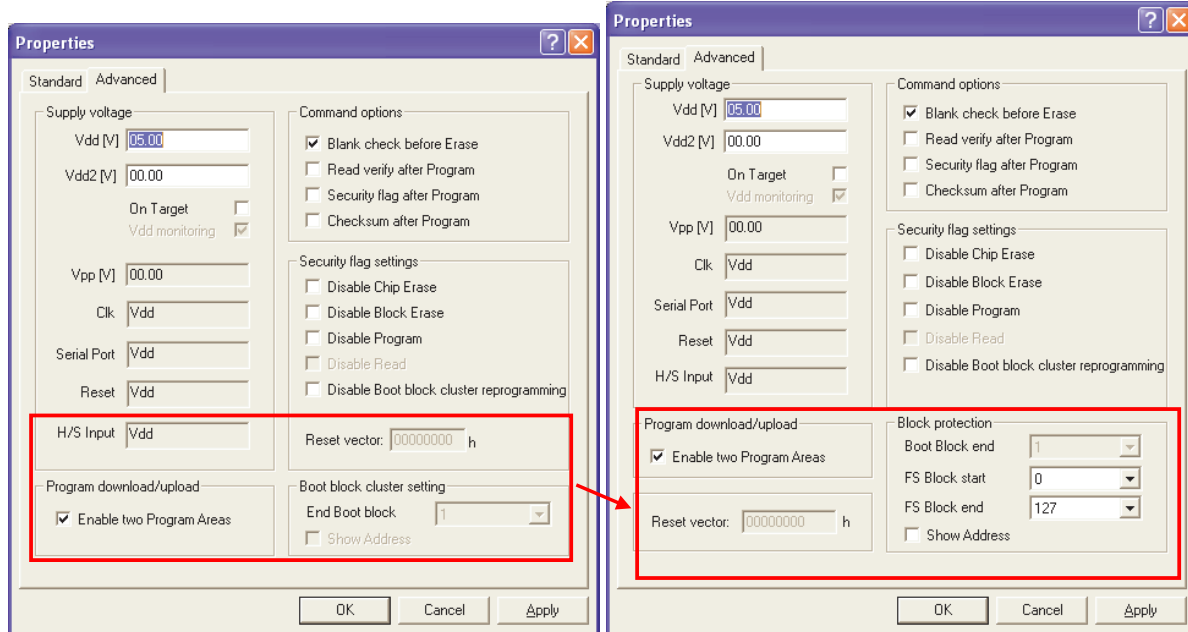 Properties
Standard Advanced
Supply voltage
Vdd [V] 05.00
Vdd2 [V] 00.00
On Target
Vdd monitoring
Vpp [V] 00.00
Clk Vdd
Serial Port Vdd
Reset Vdd
H/S Input Vdd
Command options
Blank check before Erase
Read verify after Program
Security flag after Program
Checksum after Program
Security flag settings
Disable Chip Erase
Disable Block Erase
Disable Program
Disable Read
Disable Boot block cluster reprogramming
Reset vector: 00000000 h
Program download/upload
Enable two Program Areas
Boot block cluster setting
End Boot block 1
Show Address
OK Cancel Apply
Properties
Standard Advanced
Supply voltage
Vdd [V] 05.00
Vdd2 [V] 00.00
On Target
Vdd monitoring
Vpp [V] 00.00
Clk Vdd
Serial Port Vdd
Reset Vdd
H/S Input Vdd
Command options
Blank check before Erase
Read verify after Program
Security flag after Program
Checksum after Program
Security flag settings
Disable Chip Erase
Disable Block Erase
Disable Program
Disable Read
Disable Boot block cluster reprogramming
Program download/upload
Enable two Program Areas
Reset vector: 00000000 h
Block protection
Boot Block end 1
FS Block start 0
FS Block end 127
Show Address
OK Cancel Apply